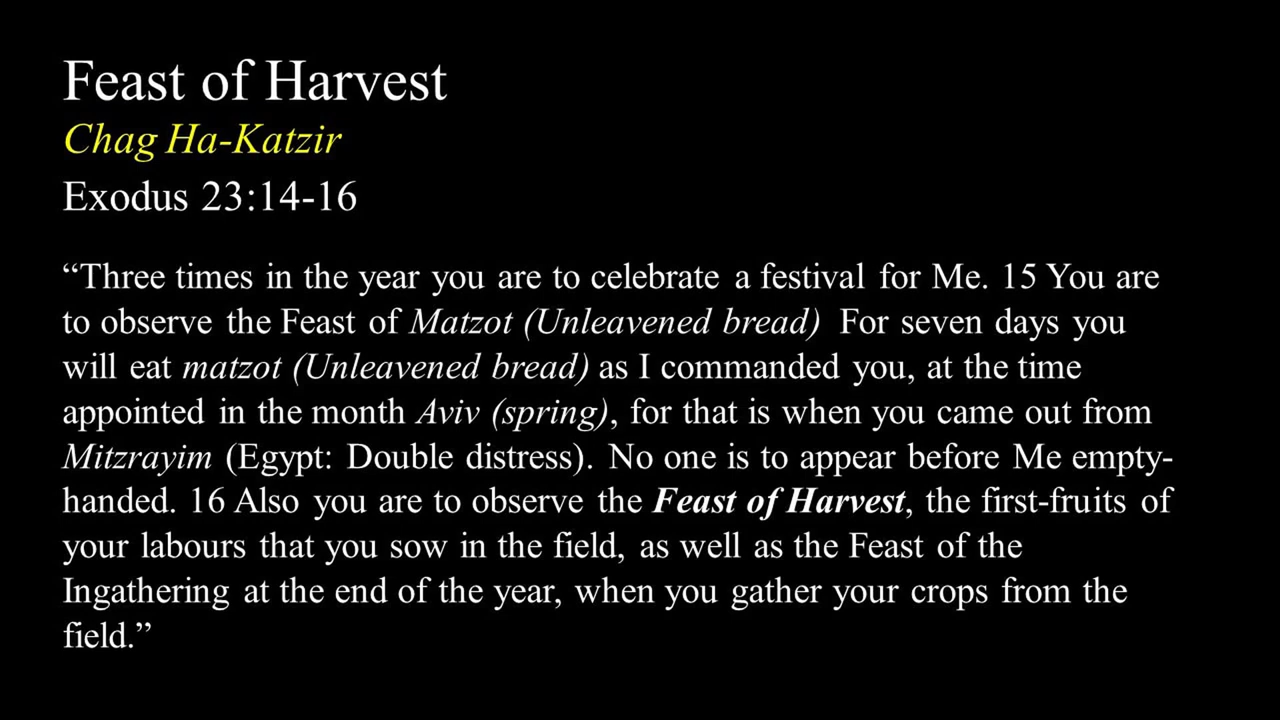 Feast of Harvest
Chag Ha-Katzir
Exodus 23:14-16
“Three times in the year you are to celebrate a festival for Me. 15 You are
to observe the Feast of Matzot (Unleavened bread) For seven days you
will eat matzot (Unleavened bread) as I commanded you, at the time
appointed in the month Aviv (spring), for that is when you came out from
Mitzrayim (Egypt: Double distress). No one is to appear before Me empty-
handed. 16 Also you are to observe the Feast of Harvest, the first-fruits of
your labours that you sow in the field, as well as the Feast of the
Ingathering at the end of the year, when you gather your crops from the
field.”